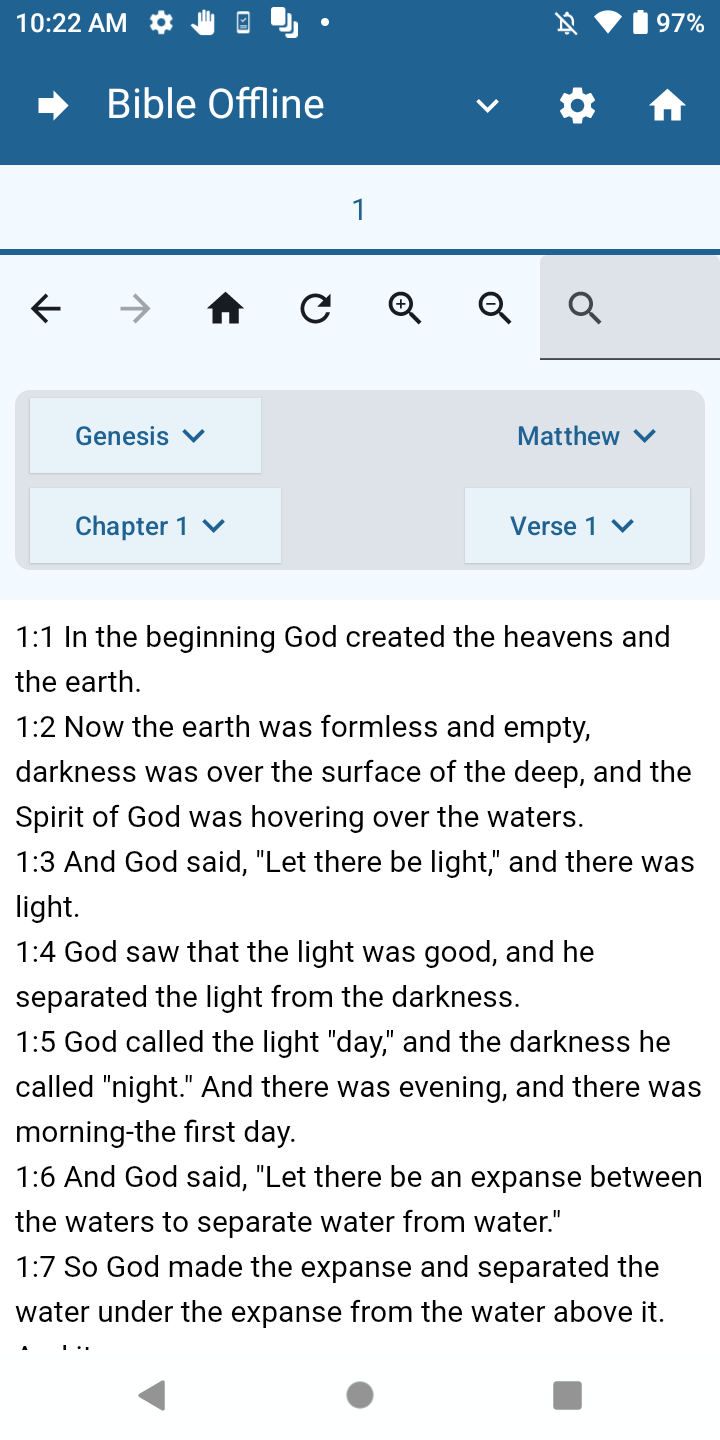 10:22 AM
97%
Bible Offline
1
Genesis
Matthew
Chapter 1
Verse 1
1:1 In the beginning God created the heavens and
the earth.
1:2 Now the earth was formless and empty,
darkness was over the surface of the deep, and the
Spirit of God was hovering over the waters.
1:3 And God said, "Let there be light," and there was
light.
1:4 God saw that the light was good, and he
separated the light from the darkness.
1:5 God called the light "day," and the darkness he
called "night." And there was evening, and there was
morning-the first day.
1:6 And God said, "Let there be an expanse between
the waters to separate water from water."
1:7 So God made the expanse and separated the
water under the expanse from the water above it.